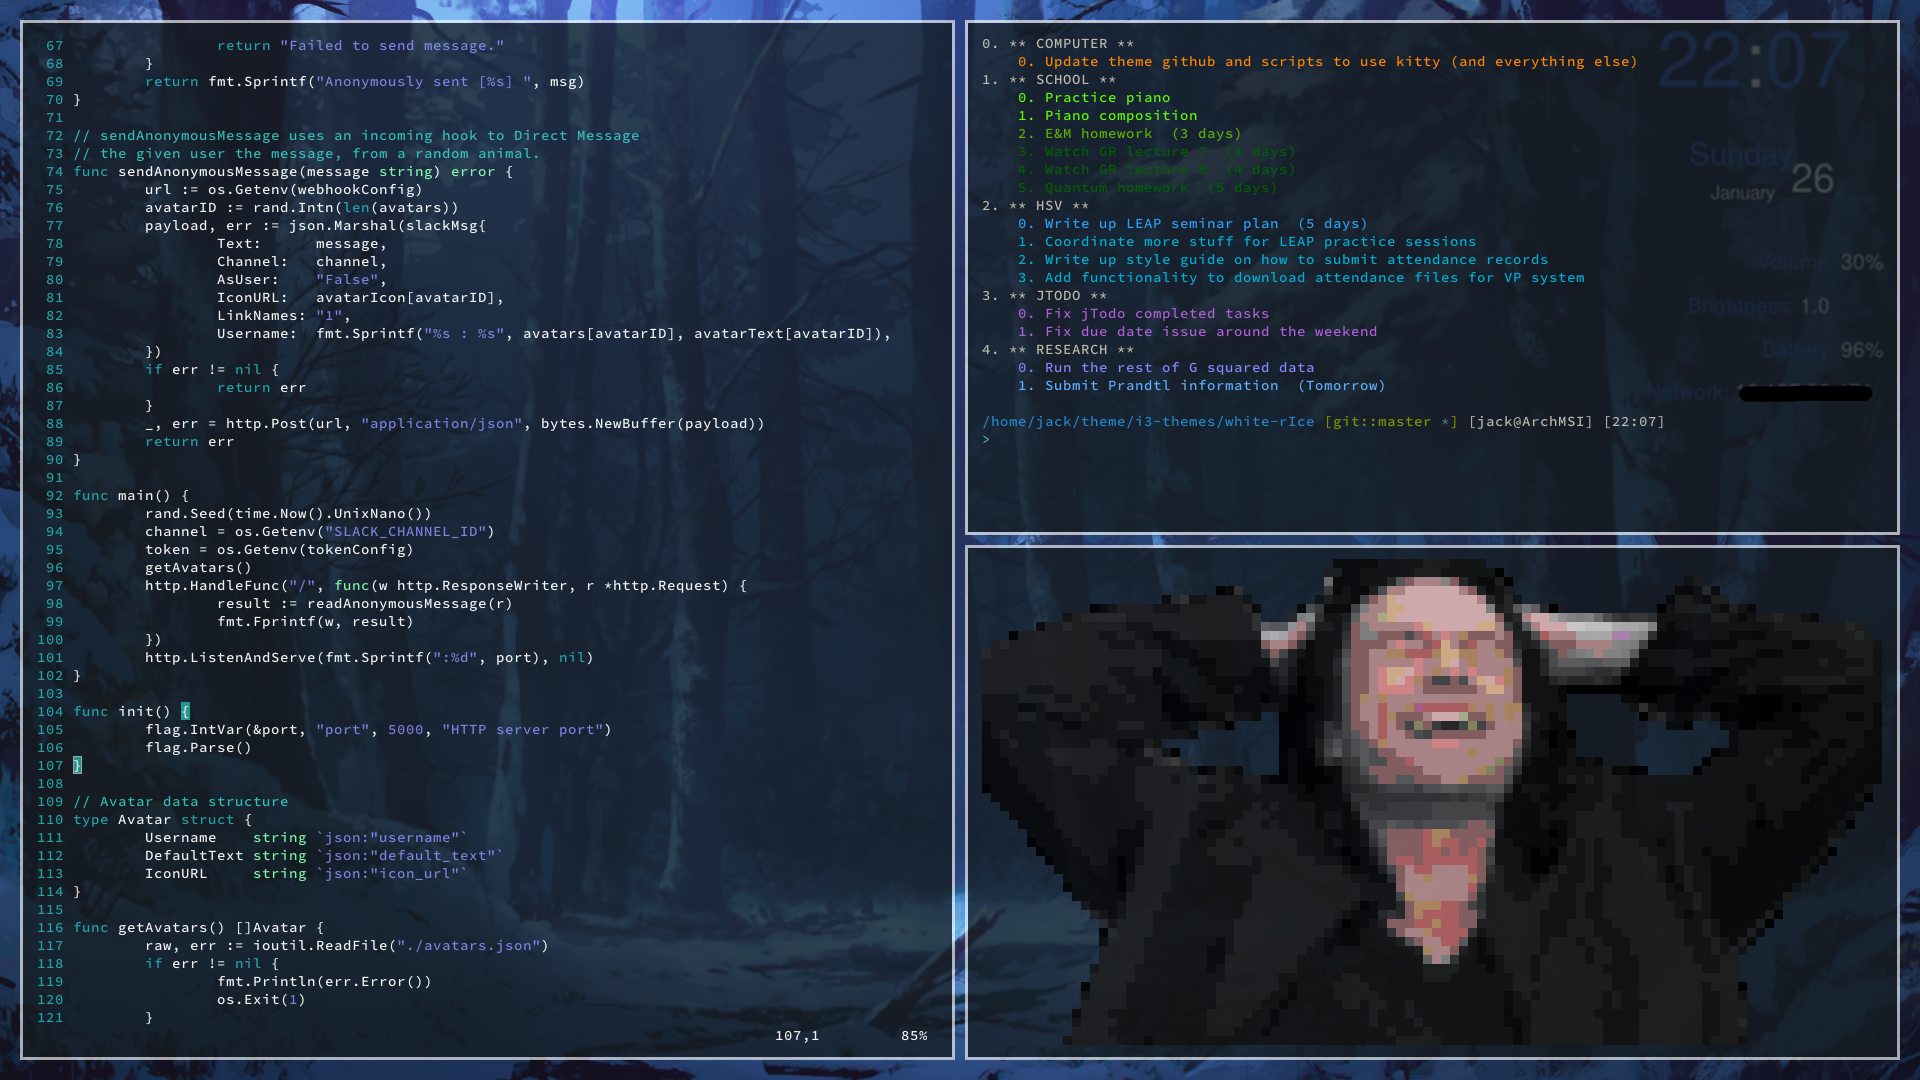 67 return "Failed to send message."
68 }
69 return fmt.Sprintf("Anonymously sent [%s] ", msg)
70 }
71
72 // sendAnonymousMessage uses an incoming hook to Direct Message
73 // the given user the message, from a random animal.
74 func sendAnonymousMessage(message string) error {
75 url := os.Getenv(webhookConfig)
76 avatarID := rand.Intn(len(avatars))
77 payload, err := json.Marshal(slackMsg{
78 Text: message,
79 Channel: channel,
80 AsUser: "False",
81 IconURL: avatarIcon[avatarID],
82 LinkNames: "1",
83 Username: fmt.Sprintf("%s : %s", avatars[avatarID], avatarText[avatarID]),
84 })
85 if err != nil {
86 return err
87 }
88 _, err = http.Post(url, "application/json", bytes.NewBuffer(payload))
89 return err
90 }
91
92 func main() {
93 rand.Seed(time.Now().UnixNano())
94 channel = os.Getenv("SLACK_CHANNEL_ID")
95 token = os.Getenv(tokenConfig)
96 getAvatars()
97 http.HandleFunc("/", func(w http.ResponseWriter, r *http.Request) {
98 result := readAnonymousMessage(r)
99 fmt.Fprintf(w, result)
100 })
101 http.ListenAndServe(fmt.Sprintf(":%d", port), nil)
102 }
103
104 func init() {
105 flag.IntVar(&port, "port", 5000, "HTTP server port")
106 flag.Parse()
107 }
108
109 // Avatar data structure
110 type Avatar struct {
111 Username string `json:"username"`
112 DefaultText string `json:"default_text"`
113 IconURL string `json:"icon_url"`
114 }
115
116 func getAvatars() []Avatar {
117 raw, err := ioutil.ReadFile("./avatars.json")
118 if err != nil {
119 fmt.Println(err.Error())
120 os.Exit(1)
121 }
107,1 85%
0. ** COMPUTER **
0. Update theme github and scripts to use kitty (and everything else)
1. ** SCHOOL **
0. Practice piano
1. Piano composition
2. E&M homework (3 days)
3. Watch GR lecture 7 (4 days)
4. Watch GR lecture 8 (4 days)
5. Quantum homework (5 days)
2. ** HSV **
0. Write up LEAP seminar plan (5 days)
1. Coordinate more stuff for LEAP practice sessions
2. Write up style guide on how to submit attendance records
3. Add functionality to download attendance files for VP system
3. ** JTODO **
0. Fix jTodo completed tasks
1. Fix due date issue around the weekend
4. ** RESEARCH **
0. Run the rest of G squared data
1. Submit Prandtl information (Tomorrow)
/home/jack/theme/i3-themes/white-rIce [git::master *] [jack@ArchMSI] [22:07]
>
22:07
Sunday
January 26
Volume: 30%
Brightness: 1.0
Battery: 96%
Network: